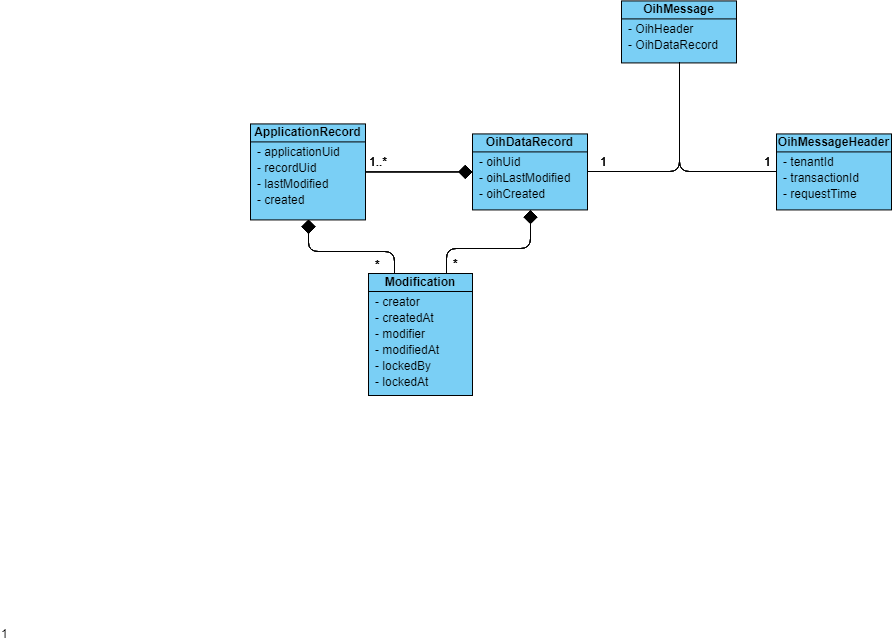 OihMessage
- OihHeader
- OihDataRecord
ApplicationRecord
- applicationUid
- recordUid
- lastModified
- created
1..*
OihDataRecord
- oihUid
- oihLastModified
- oihCreated
1
1
OihMessageHeader
- tenantId
- transactionId
- requestTime
*
*
Modification
- creator
- createdAt
- modifier
- modifiedAt
- lockedBy
- lockedAt
1